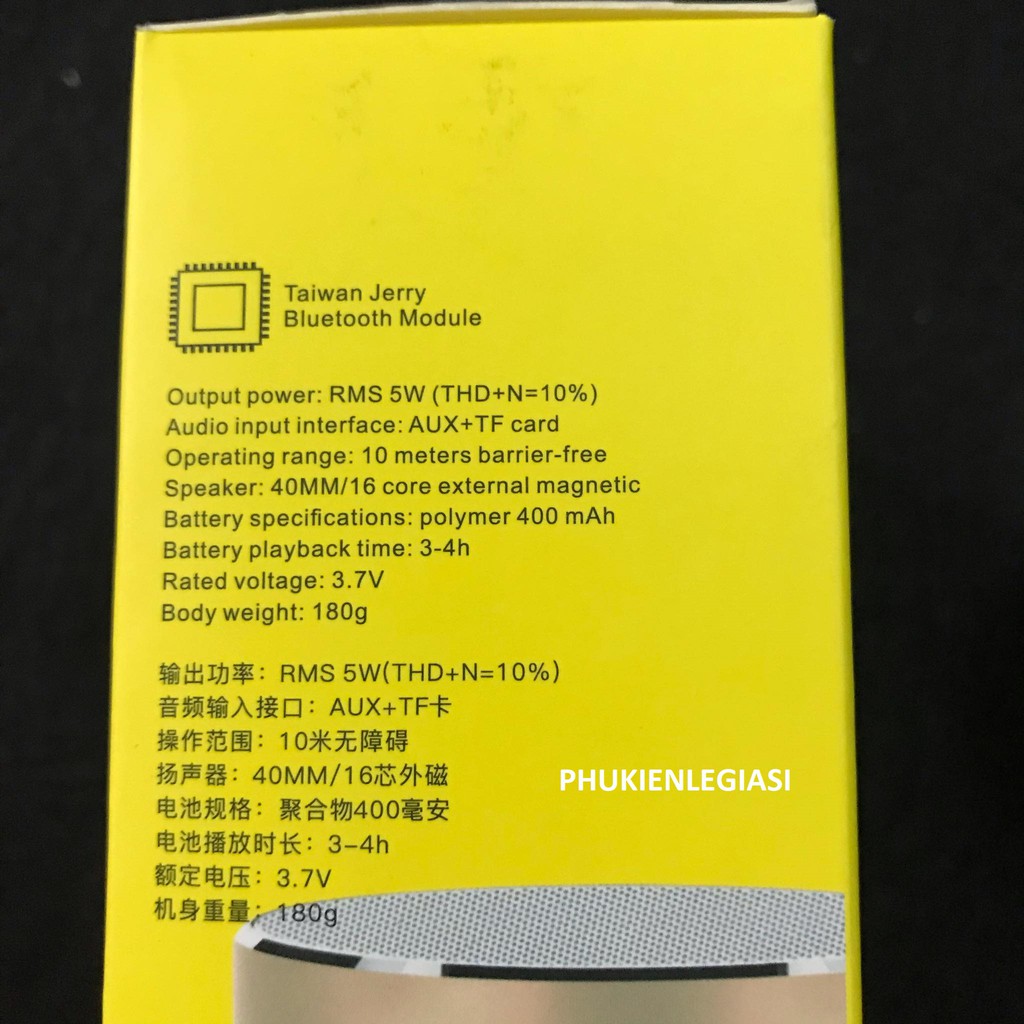 Taiwan Jerry
Bluetooth Module
Output power: RMS 5W (THD+N=10%)
Audio input interface: AUX+TF card
Operating range: 10 meters barrier-free
Speaker: 40MM/16 core external magnetic
Battery specifications: polymer 400 mAh
Battery playback time: 3-4h
Rated voltage: 3.7V
Body weight: 180g
输出功率：RMS 5W(THD+N=10%)
音频输入接口：AUX+TF卡
操作范围：10米无障碍
扬声器：40MM/16芯外磁
电池规格：聚合物400毫安
电池播放时长：3-4h
额定电压：3.7V
机身重量：180g
PHUKIENLEGIASI